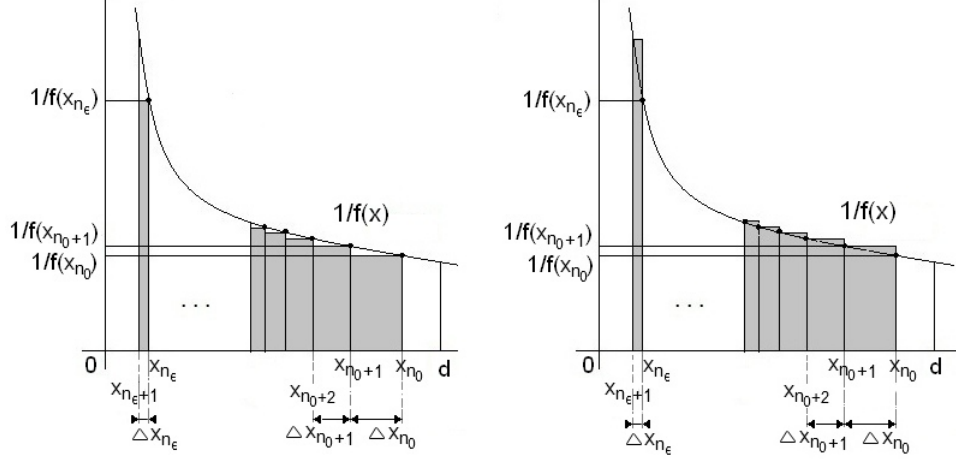 1/f(x_{n_ϵ})
1/f(x)
1/f(x_{n_0+1})
1/f(x_{n_0})
. . .
0
x_{n_ϵ}
x_{n_0+1}
x_{n_0}
d
x_{n_ϵ+1}
x_{n_0+2}
△x_{n_ϵ}
△x_{n_0+1}
△x_{n_0}
1/f(x_{n_ϵ})
1/f(x)
1/f(x_{n_0+1})
1/f(x_{n_0})
. . .
0
x_{n_ϵ}
x_{n_0+1}
x_{n_0}
d
x_{n_ϵ+1}
x_{n_0+2}
△x_{n_ϵ}
△x_{n_0+1}
△x_{n_0}